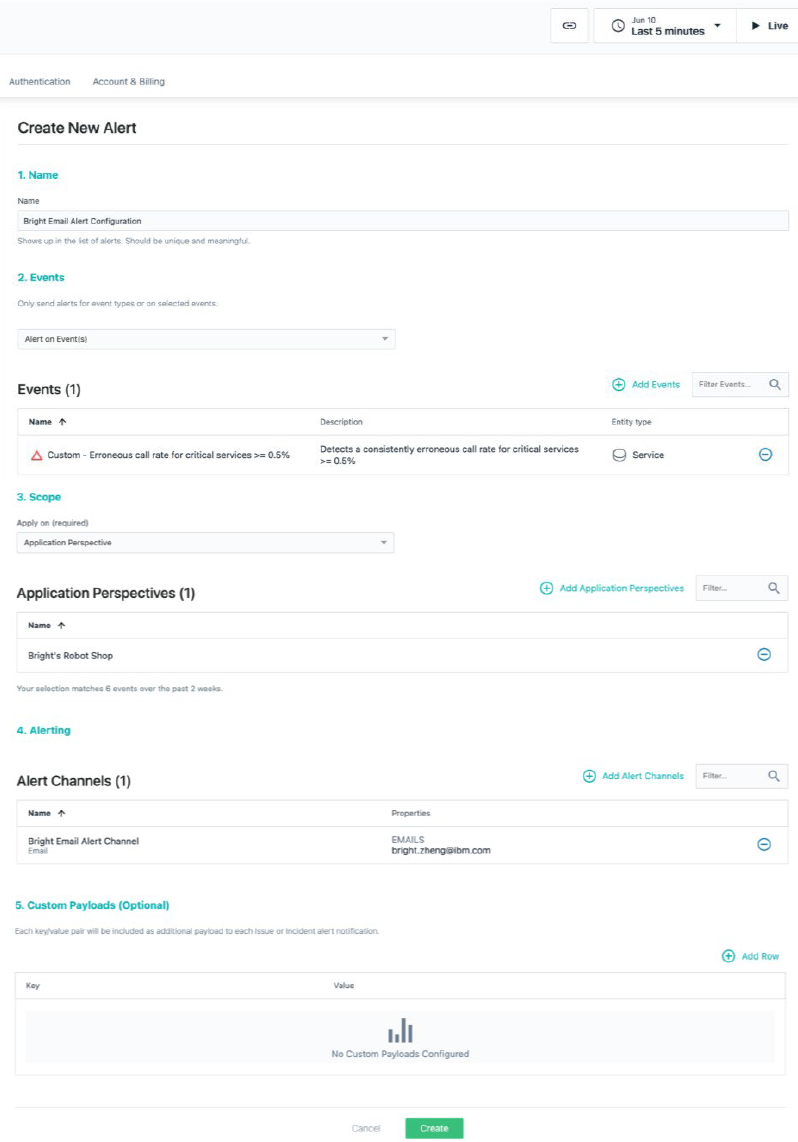 Jun 10
Last 5 minutes
Live
Authentication Account & Billing
Create New Alert
1. Name
Name
Bright Email Alert Configuration
Shows up in the list of alerts. Should be unique and meaningful.
2. Events
Only send alerts for event types or on selected events.
Alert on Event(s)
Events (1)
Add Events
Filter Events...
Name Description Entity type
Custom - Erroneous call rate for critical services >= 0.5%
Detects a consistently erroneous call rate for critical services
>= 0.5%
Service
3. Scope
Apply on (required)
Application Perspective
Application Perspectives (1)
Add Application Perspectives
Filter...
Name
Bright's Robot Shop
Your selection matches 6 events over the past 2 weeks.
4. Alerting
Alert Channels (1)
Add Alert Channels
Filter...
Name Properties
Bright Email Alert Channel
Email
EMAILS
bright.zheng@ibm.com
5. Custom Payloads (Optional)
Each key/value pair will be included as additional payload to each issue or incident alert notification.
Add Row
Key Value
No Custom Payloads Configured
Cancel Create